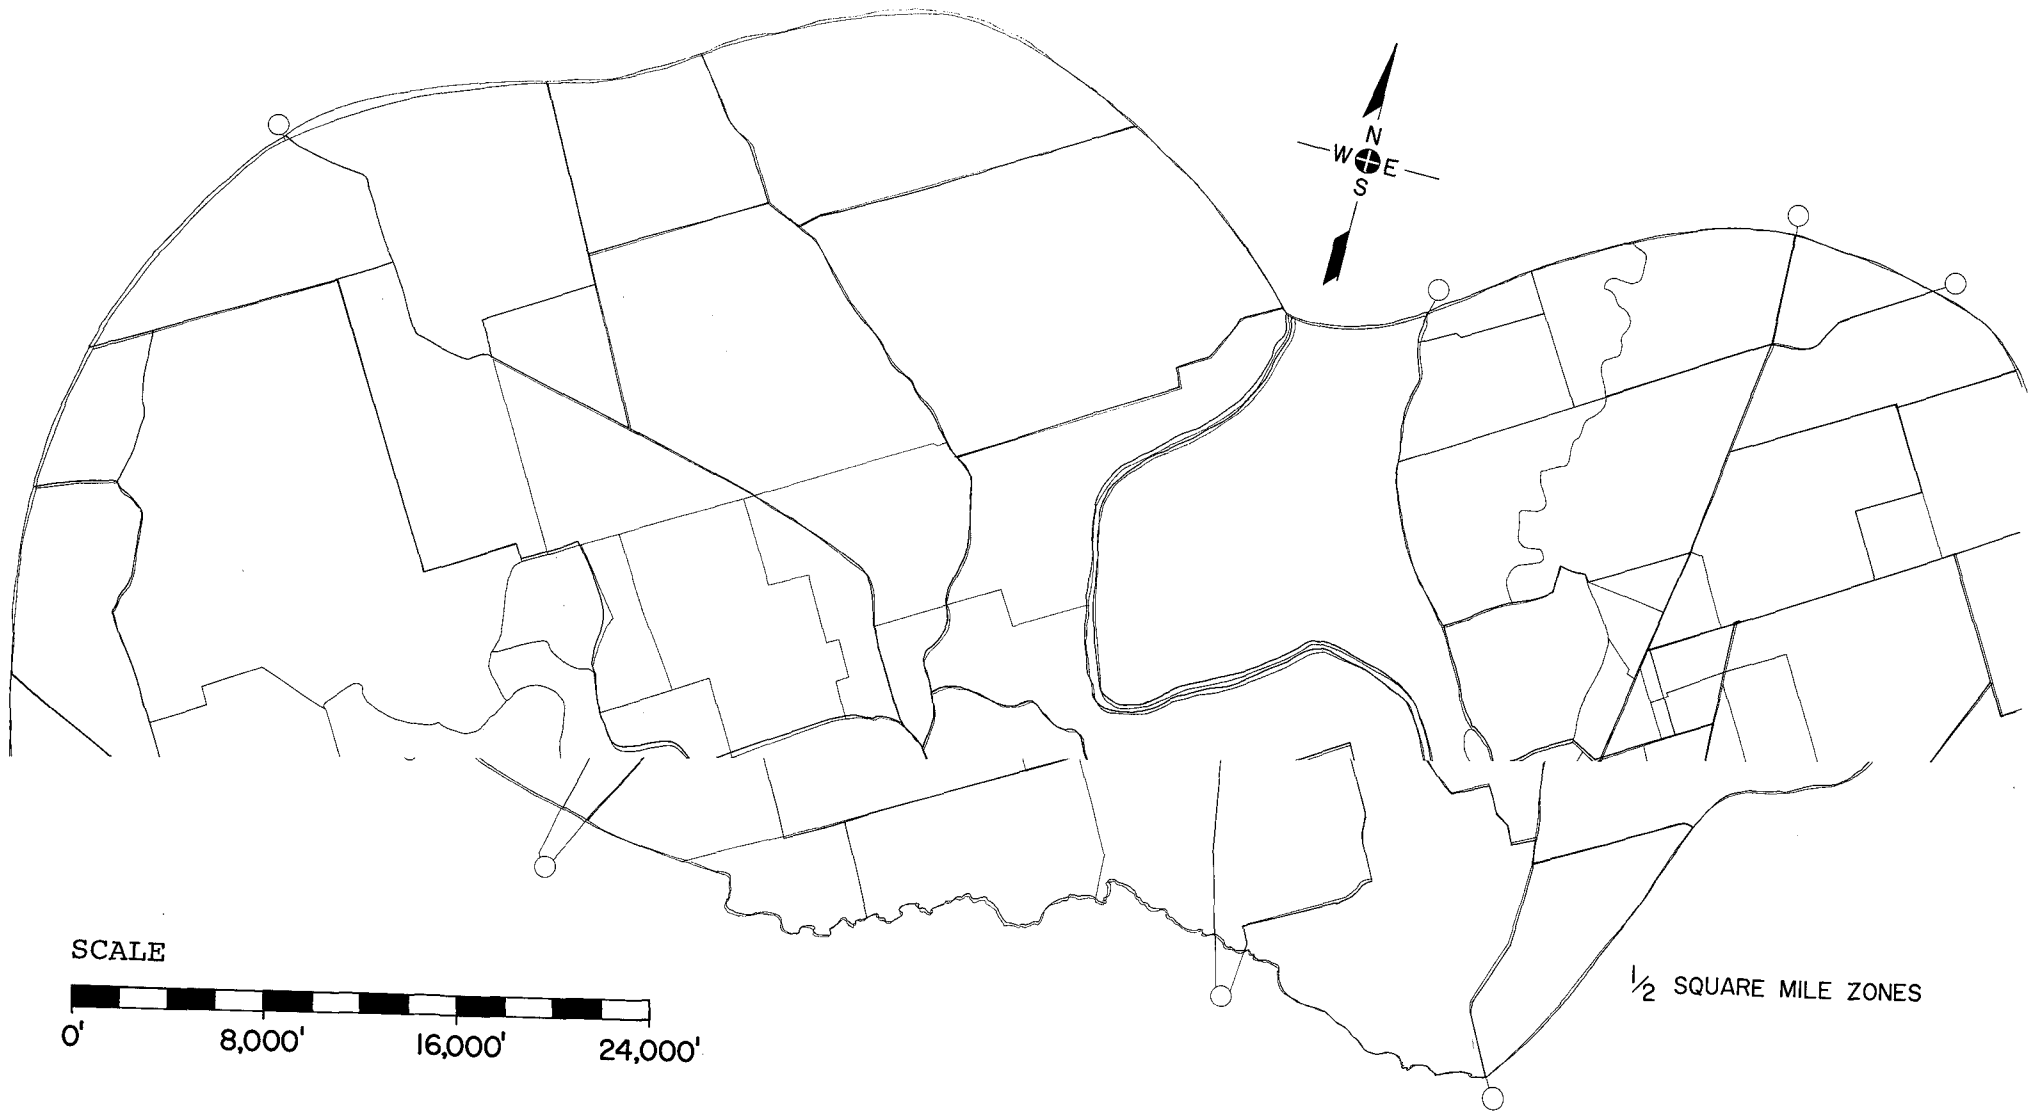 N
W E
S
SCALE
0' 8,000' 16,000' 24,000'
½ SQUARE MILE ZONES